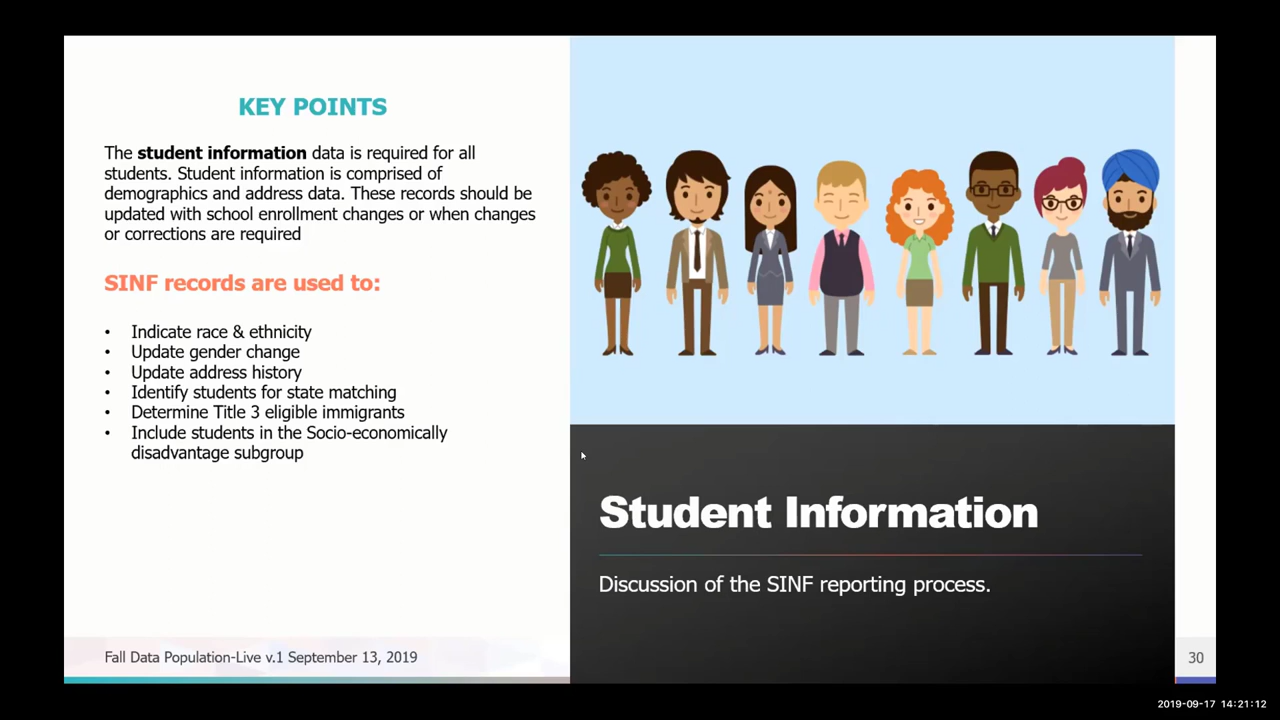 KEY POINTS
The student information data is required for all
students. Student information is comprised of
demographics and address data. These records should be
updated with school enrollment changes or when changes
or corrections are required
SINF records are used to:
• Indicate race & ethnicity
• Update gender change
• Update address history
• Identify students for state matching
• Determine Title 3 eligible immigrants
• Include students in the Socio-economically
disadvantage subgroup
Student Information
Discussion of the SINF reporting process.
Fall Data Population-Live v.1 September 13, 2019
30
2019-09-17 14:21:12